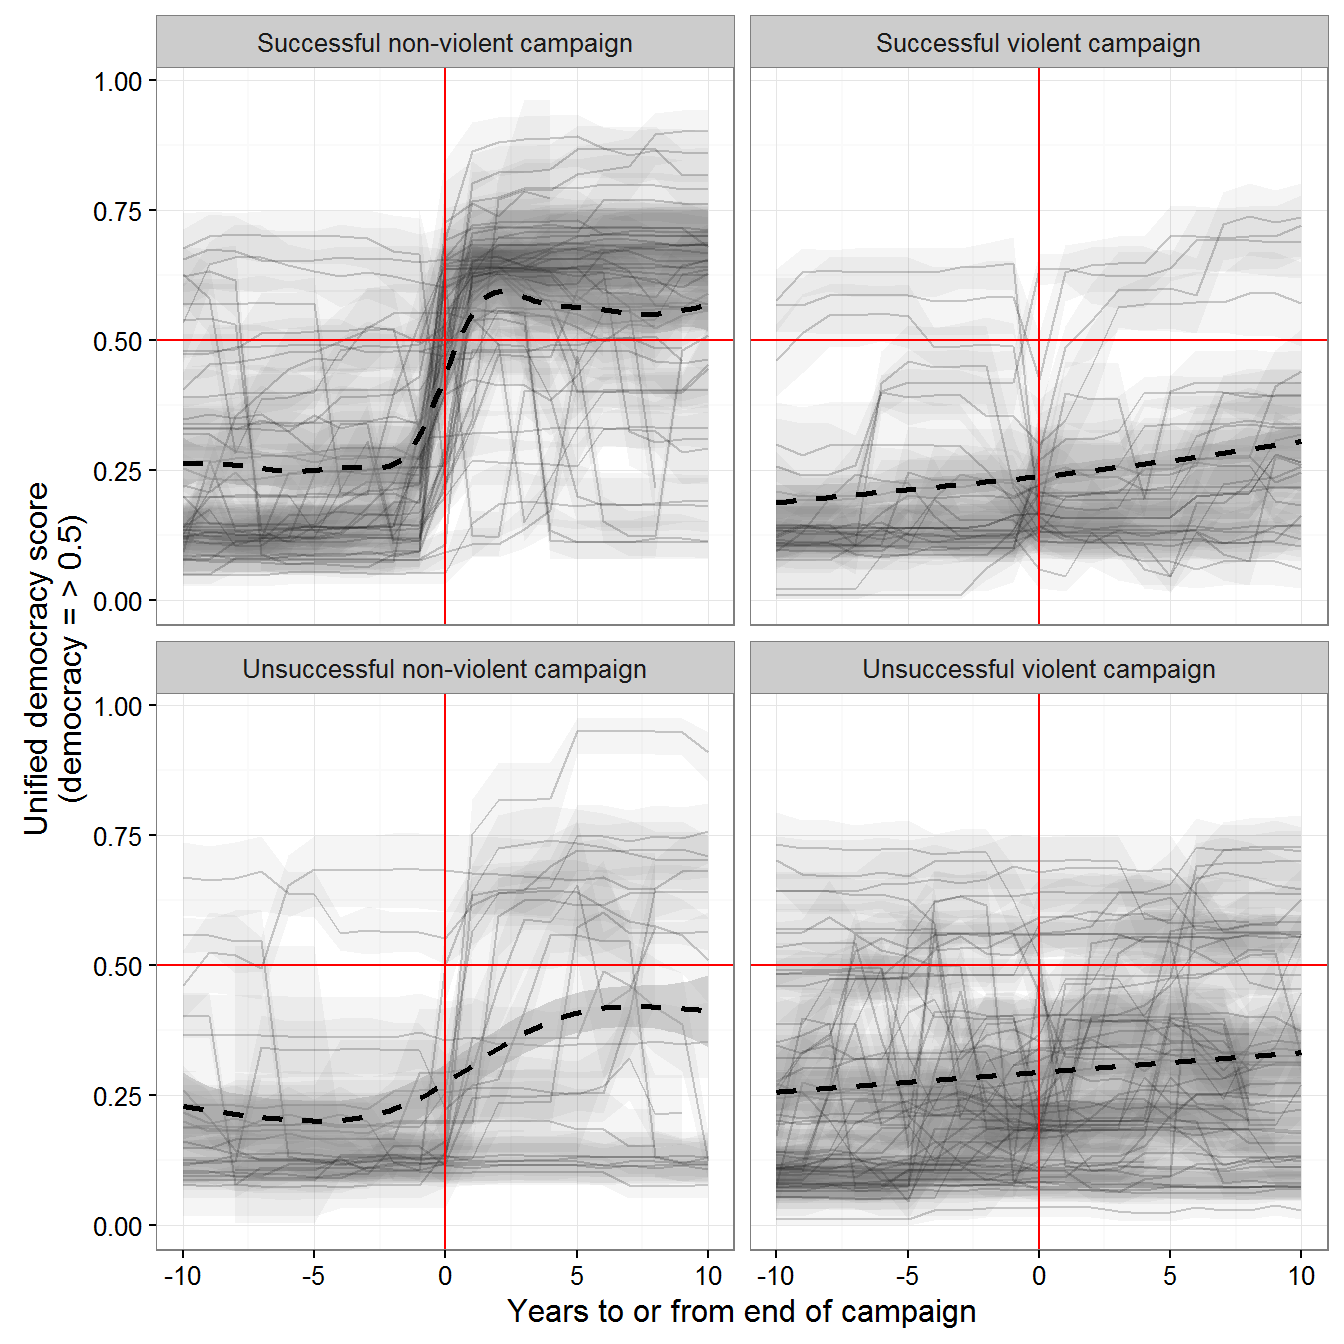 Successful non-violent campaign
Successful violent campaign
1.00
0.75
0.50
0.25
0.00
Unsuccessful non-violent campaign
Unsuccessful violent campaign
1.00
0.75
0.50
0.25
0.00
-10 -5 0 5 10
-10 -5 0 5 10
Years to or from end of campaign
Unified democracy score
(democracy = > 0.5)